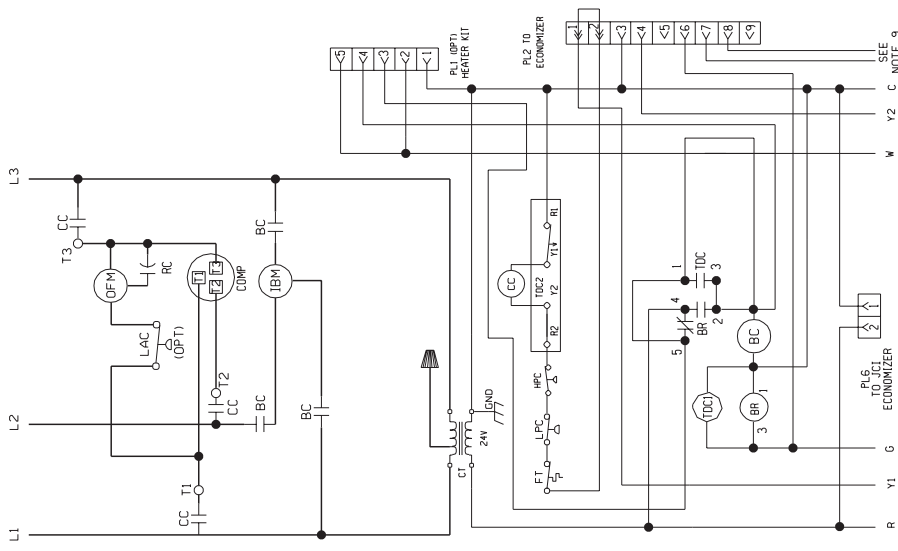 L1
L2
L3
CC
T1
LAC
(OPT)
OFM
RC
T3
CC
T1
T2
T3
COMP
T2
CC
BC
BC
IBM
BC
CT
24V
GND
5
4
3
2
1
PL1 (OPT)
HEATER KIT
PL2 TO
ECONOMIZER
1
2
3
4
5
6
7
8
9
SEE
NOTE 9
C
Y2
W
FT
LPC
HPC
R2
Y2
TDC2
CC
Y1
R1
5
4
BR
2
1
TDC
3
BC
TDC1
BR
1
3
PL6
TO JCI
ECONOMIZER
2
1
G
Y1
R